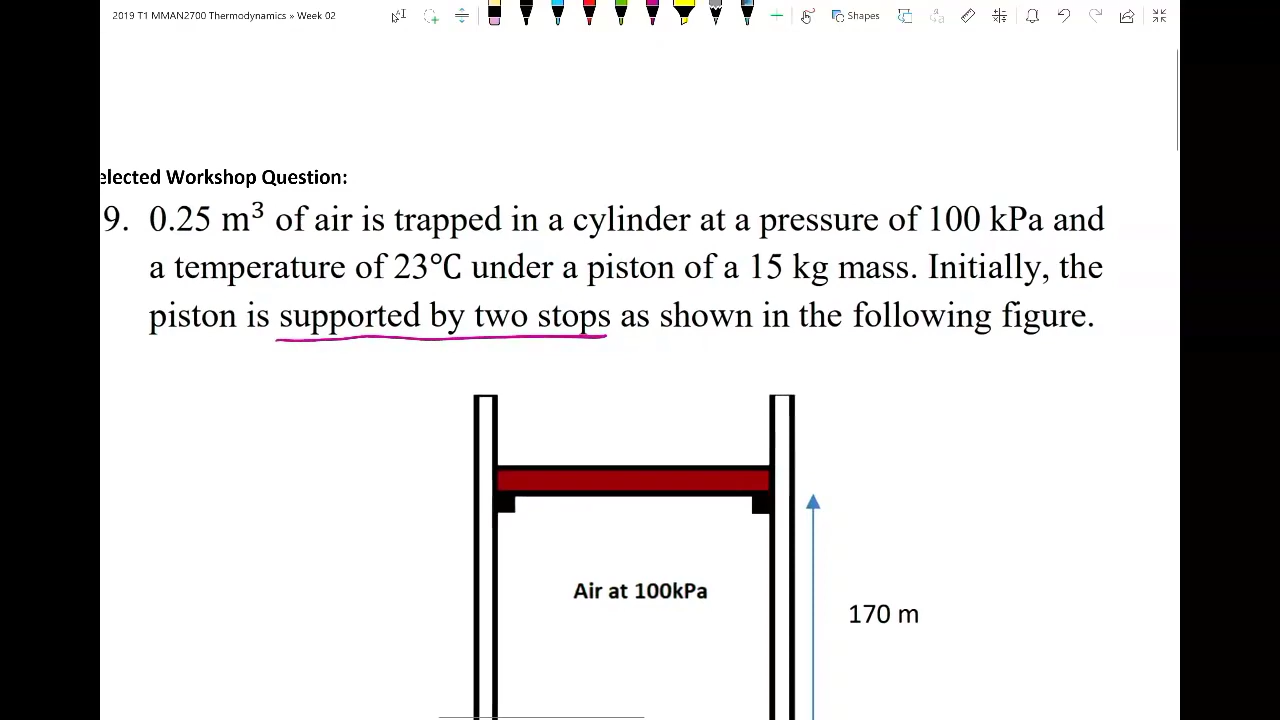 2019 T1 MMAN2700 Thermodynamics » Week 02
Shapes
elected Workshop Question:
9. 0.25 m³ of air is trapped in a cylinder at a pressure of 100 kPa and
a temperature of 23℃ under a piston of a 15 kg mass. Initially, the
piston is supported by two stops as shown in the following figure.
Air at 100kPa
170 m